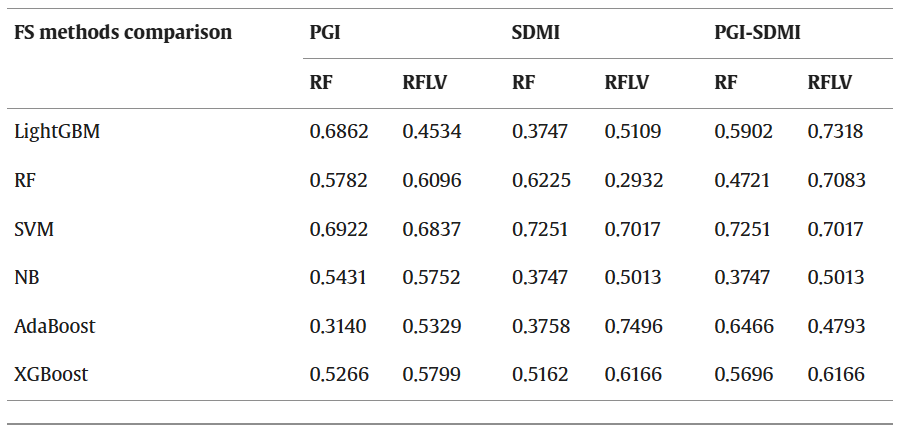 FS methods comparison PGI SDMI PGI-SDMI
RF RFLV RF RFLV RF RFLV
LightGBM 0.6862 0.4534 0.3747 0.5109 0.5902 0.7318
RF 0.5782 0.6096 0.6225 0.2932 0.4721 0.7083
SVM 0.6922 0.6837 0.7251 0.7017 0.7251 0.7017
NB 0.5431 0.5752 0.3747 0.5013 0.3747 0.5013
AdaBoost 0.3140 0.5329 0.3758 0.7496 0.6466 0.4793
XGBoost 0.5266 0.5799 0.5162 0.6166 0.5696 0.6166